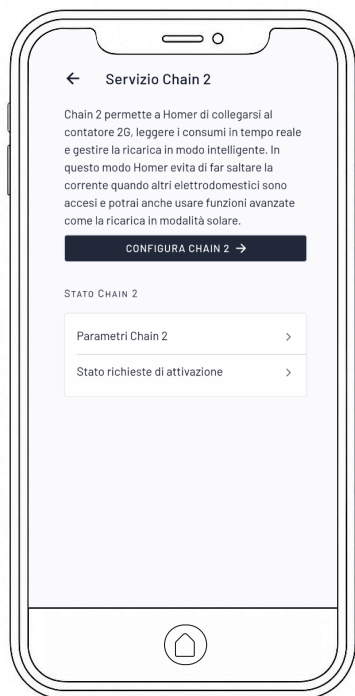 Servizio Chain 2
Chain 2 permette a Homer di collegarsi al
contatore 2G, leggere i consumi in tempo reale
e gestire la ricarica in modo intelligente. In
questo modo Homer evita di far saltare la
corrente quando altri elettrodomestici sono
accesi e potrai anche usare funzioni avanzate
come la ricarica in modalità solare.
CONFIGURA CHAIN 2 →
STATO CHAIN 2
Parametri Chain 2
Stato richieste di attivazione